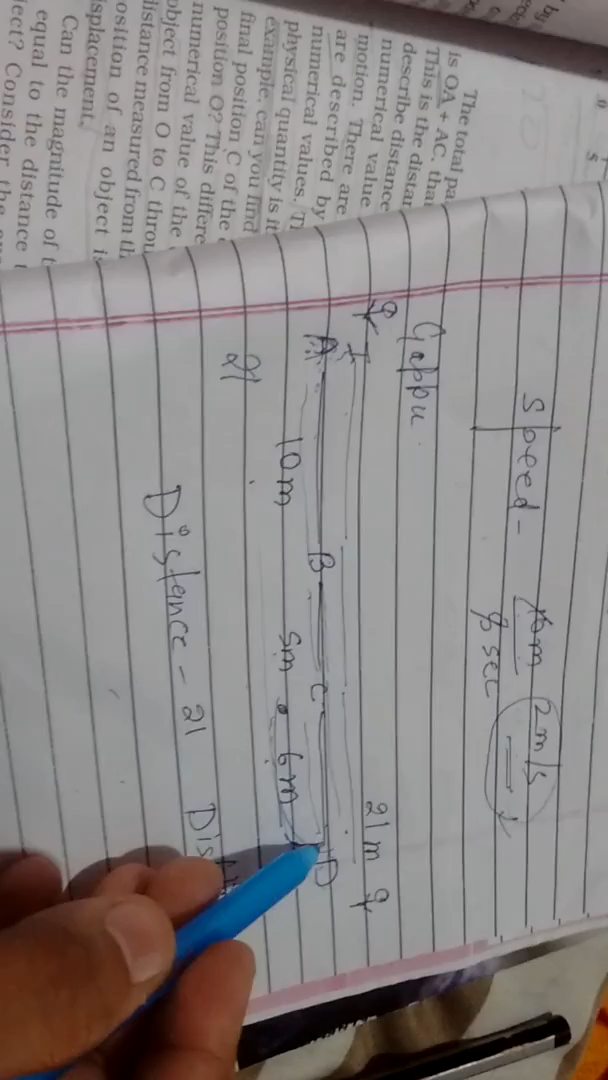 The total pa
is OA + AC, tha
This is the distan
describe distance
numerical value
motion. There are
are described by
numerical values. T
physical quantity is it
example, can you find
final position C of the
position O? This differe
numerical value of the
object from O to C throu
distance measured from th
position of an object is
displacement.
Can the magnitude of t
equal to the distance t
ject? Consider the
Speed - 10m 2m/s
8 sec
Gappu
21m
A B C D
10m 5m 6m
21
Distance - 21 Dis